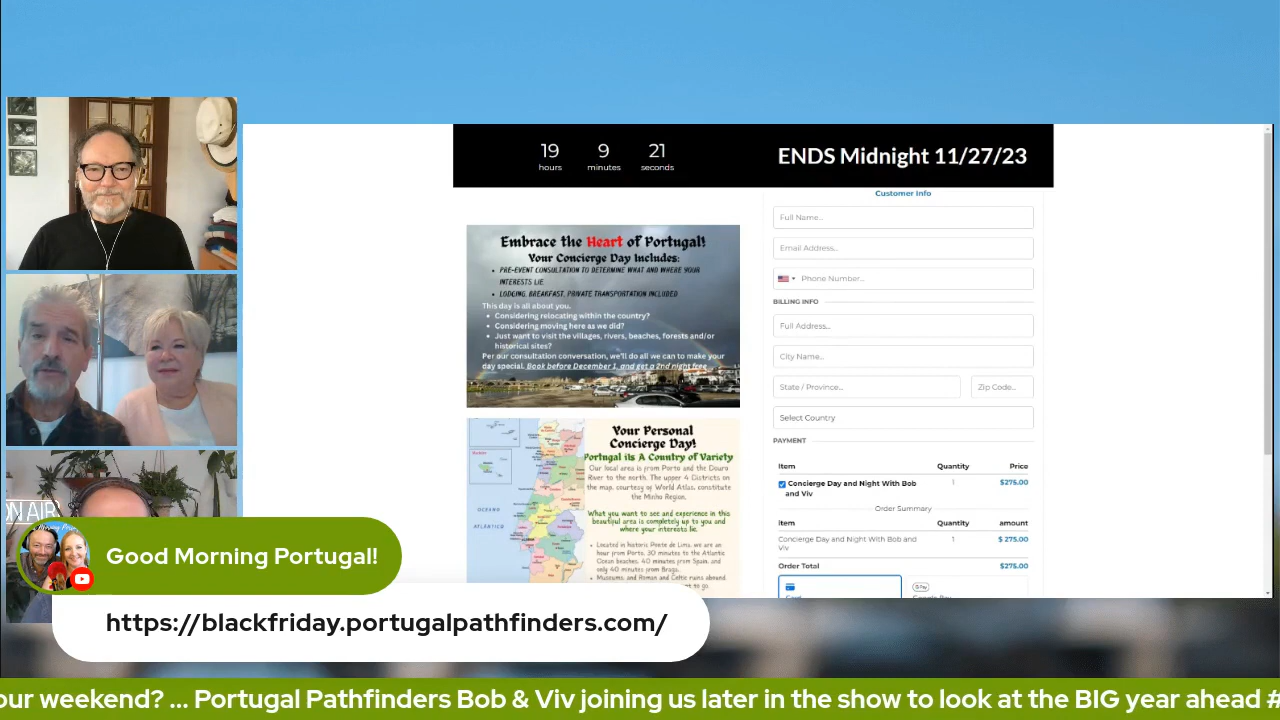 19
hours
9
minutes
21
seconds
ENDS Midnight 11/27/23
Embrace the Heart of Portugal!
Your Concierge Day Includes:
• PRE-EVENT CONSULTATION TO DETERMINE WHAT AND WHERE YOUR
INTERESTS LIE
• LODGING, BREAKFAST, PRIVATE TRANSPORTATION INCLUDED
This day is all about you.
• Considering relocating within the country?
• Considering moving here as we did?
• Just want to visit the villages, rivers, beaches, forests and/or
historical sites?
Per our consultation conversation, we'll do all we can to make your
day special. Book before December 1, and get a 2nd night free
Your Personal
Concierge Day!
Portugal is A Country of Variety
Our local area is from Porto and the Douro
River to the north. The upper 4 Districts on
the map, courtesy of World Atlas, constitute
the Minho Region.
What you want to see and experience in this
beautiful area is completely up to you and
where your interests lie.
• Located in historic Ponte de Lima, we are an
hour from Porto, 30 minutes to the Atlantic
Ocean beaches, 40 minutes from Spain, and
only 40 minutes from Braga.
• Museums, and Roman and Celtic ruins abound
to go.
OCEANO
ATLÂNTICO
Customer Info
Full Name...
Email Address...
Phone Number...
BILLING INFO
Full Address...
City Name...
State / Province...
Zip Code...
Select Country
PAYMENT
Item Quantity Price
Concierge Day and Night With Bob 1 $275.00
and Viv
Order Summary
Item Quantity amount
Concierge Day and Night With Bob and 1 $ 275.00
Viv
Order Total $275.00
ON AIR
Good Morning Portugal!
https://blackfriday.portugalpathfinders.com/
our weekend? ... Portugal Pathfinders Bob & Viv joining us later in the show to look at the BIG year ahead #